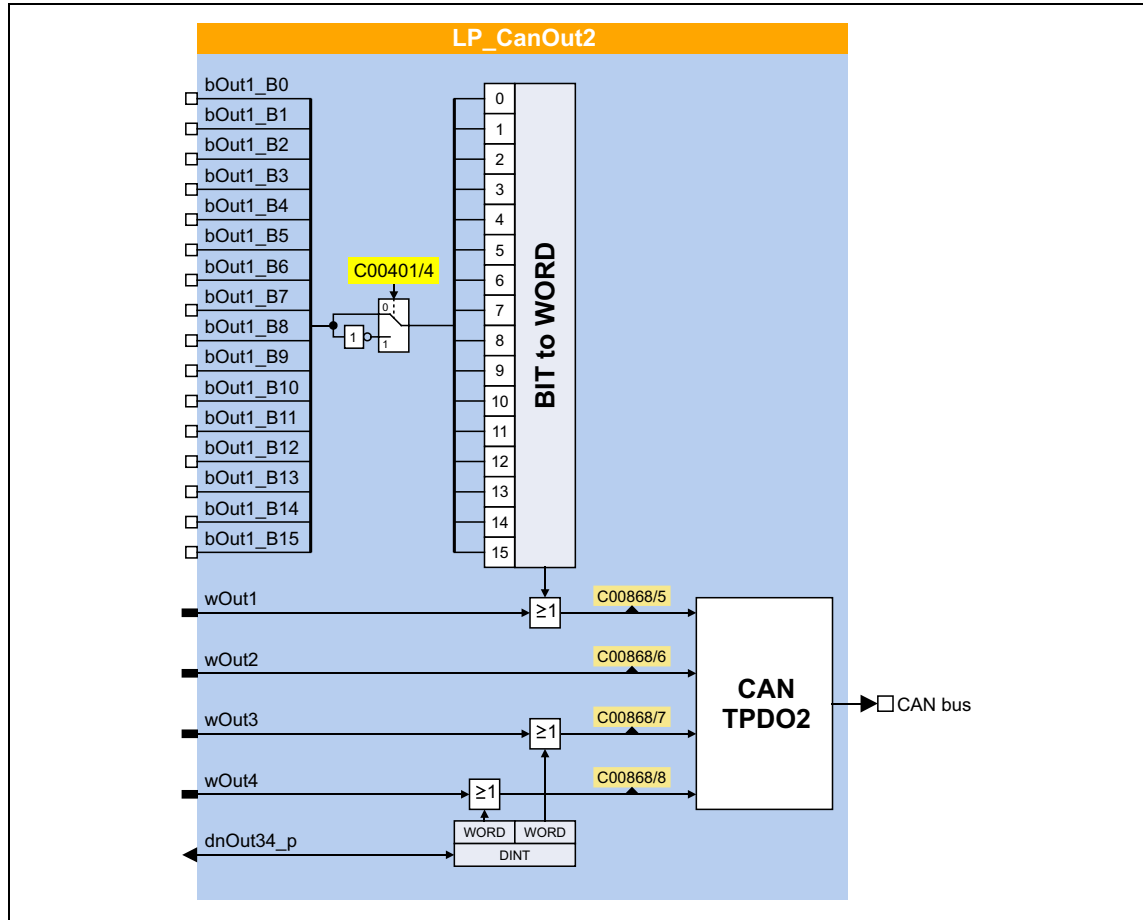 LP_CanOut2
bOut1_B0
bOut1_B1
bOut1_B2
bOut1_B3
bOut1_B4
bOut1_B5
bOut1_B6
bOut1_B7
bOut1_B8
bOut1_B9
bOut1_B10
bOut1_B11
bOut1_B12
bOut1_B13
bOut1_B14
bOut1_B15
C00401/4
0
1
1
0
1
2
3
4
5
6
7
8
9
10
11
12
13
14
15
BIT to WORD
wOut1
≥1
C00868/5
wOut2
C00868/6
wOut3
≥1
C00868/7
wOut4
≥1
C00868/8
dnOut34_p
WORD WORD
DINT
CAN
TPDO2
CAN bus